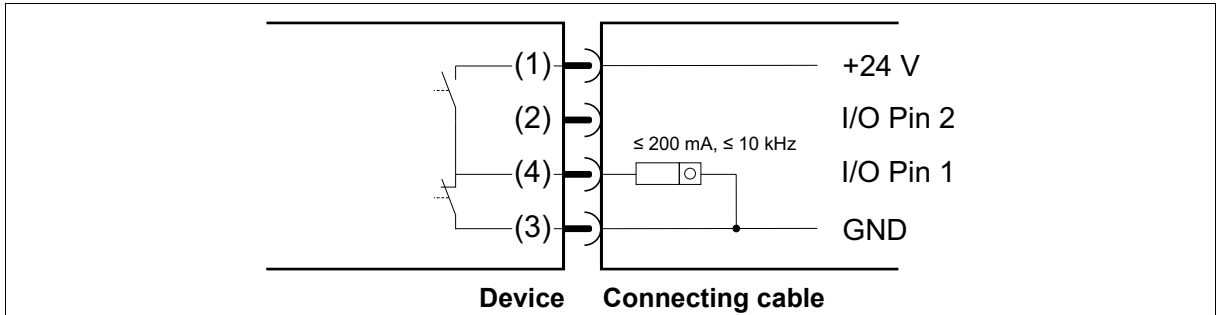 (1) +24 V
(2) I/O Pin 2
≤ 200 mA, ≤ 10 kHz
(4) I/O Pin 1
(3) GND
Device Connecting cable